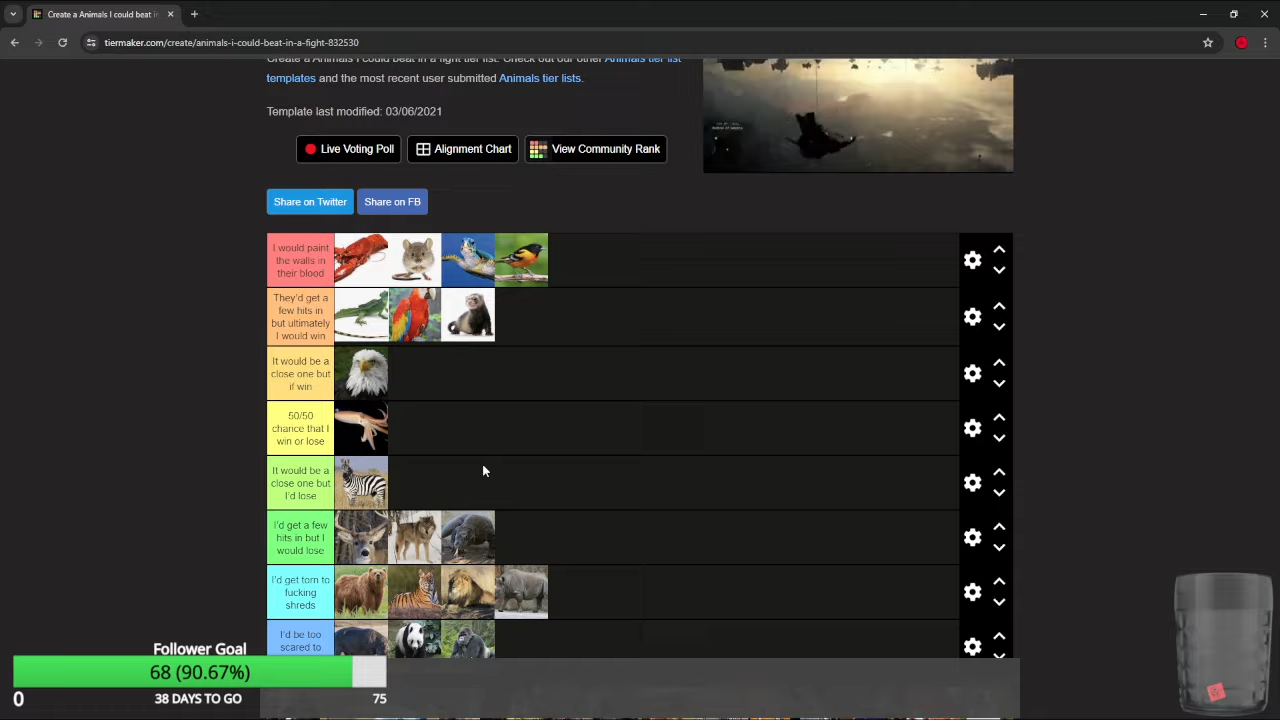 Create a Animals I could beat in
tiermaker.com/create/animals-i-could-beat-in-a-fight-832530
Create a Animals I could beat in a fight tier list. Check out our other Animals tier list
templates and the most recent user submitted Animals tier lists.
Template last modified: 03/06/2021
Live Voting Poll
Alignment Chart
View Community Rank
Share on Twitter
Share on FB
I would paint
the walls in
their blood
They'd get a
few hits in
but ultimately
I would win
It would be a
close one but
if win
50/50
chance that I
win or lose
It would be a
close one but
I'd lose
I'd get a few
hits in but I
would lose
I'd get torn to
fucking
shreds
I'd be too
scared to
Follower Goal
68 (90.67%)
0
38 DAYS TO GO
75